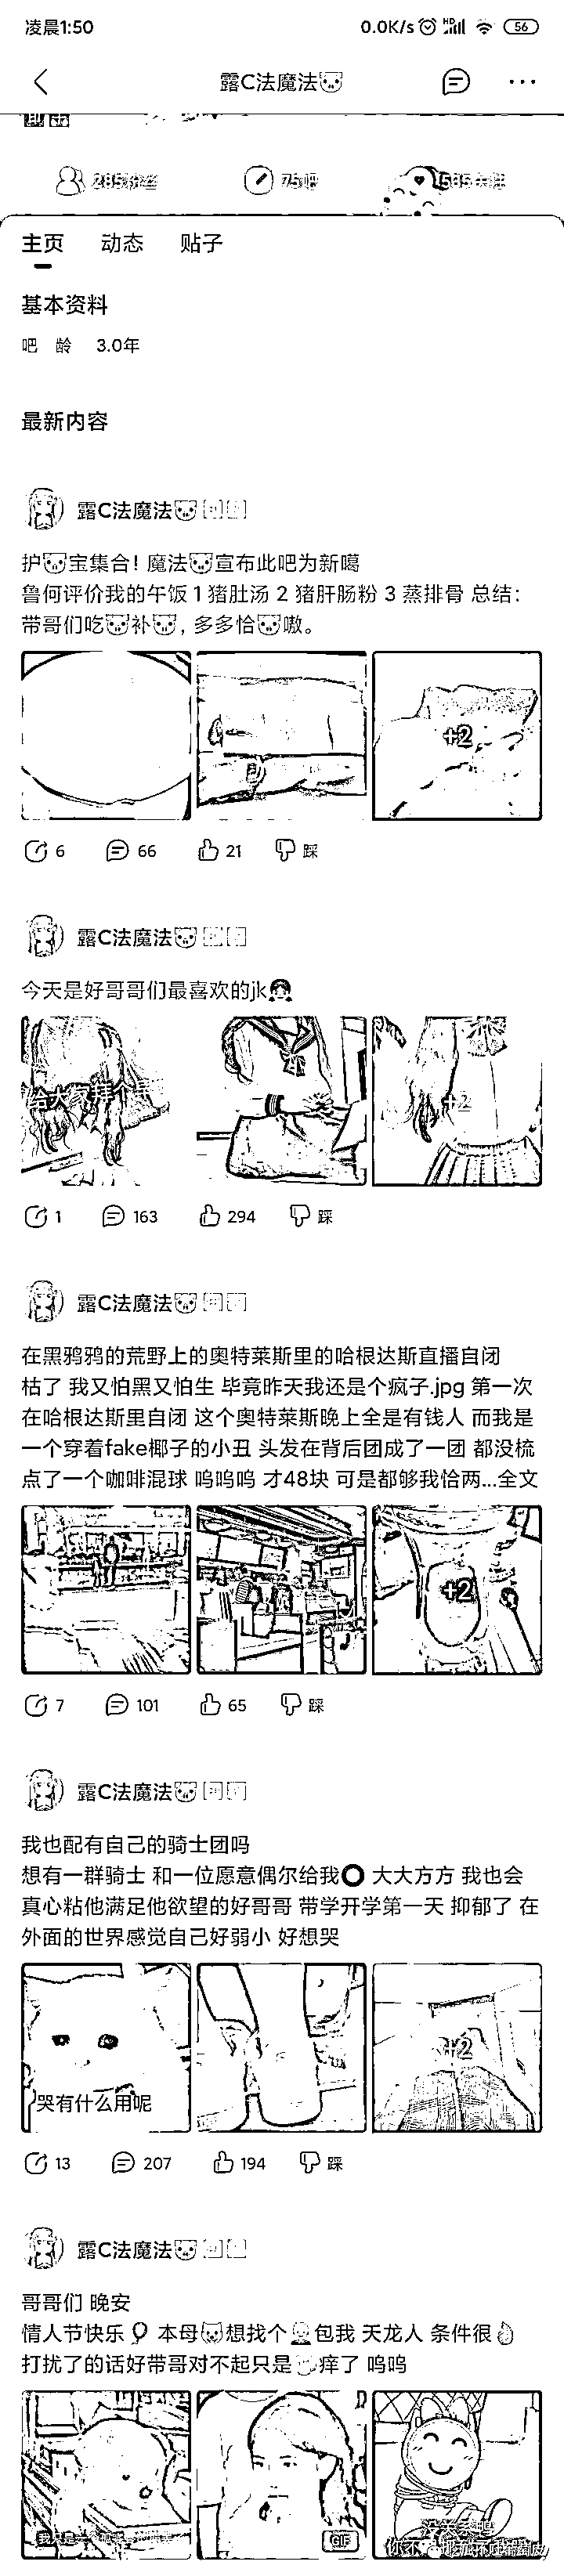 凌晨1:50
0.0K/s
HD
56
露C法魔法
285粉丝
75吧
585关注
主页 动态 贴子
基本资料
吧 龄 3.0年
最新内容
露C法魔法
护🐷宝集合！魔法🐷宣布此吧为新噶
鲁何评价我的午饭 1 猪肚汤 2 猪肝肠粉 3 蒸排骨 总结：
带哥们吃🐷补🐷，多多恰🐷嗷。
+2
6 66 21 踩
露C法魔法
今天是好哥哥们最喜欢的jk
+2
1 163 294 踩
露C法魔法
在黑鸦鸦的荒野上的奥特莱斯里的哈根达斯直播自闭
枯了 我又怕黑又怕生 毕竟昨天我还是个疯子.jpg 第一次
在哈根达斯里自闭 这个奥特莱斯晚上全是有钱人 而我是
一个穿着fake椰子的小丑 头发在背后团成了一团 都没梳
点了一个咖啡混球 呜呜呜 才48块 可是都够我恰两...全文
+2
7 101 65 踩
露C法魔法
我也配有自己的骑士团吗
想有一群骑士 和一位愿意偶尔给我⭕ 大大方方 我也会
真心粘他满足他欲望的好哥哥 带学开学第一天 抑郁了 在
外面的世界感觉自己好弱小 好想哭
哭有什么用呢
+2
13 207 194 踩
露C法魔法
哥哥们 晚安
情人节快乐🎈 本母🐷想找个👴包我 天龙人 条件很💧
打扰了的话好带哥对不起只是痒了 呜呜
GIF